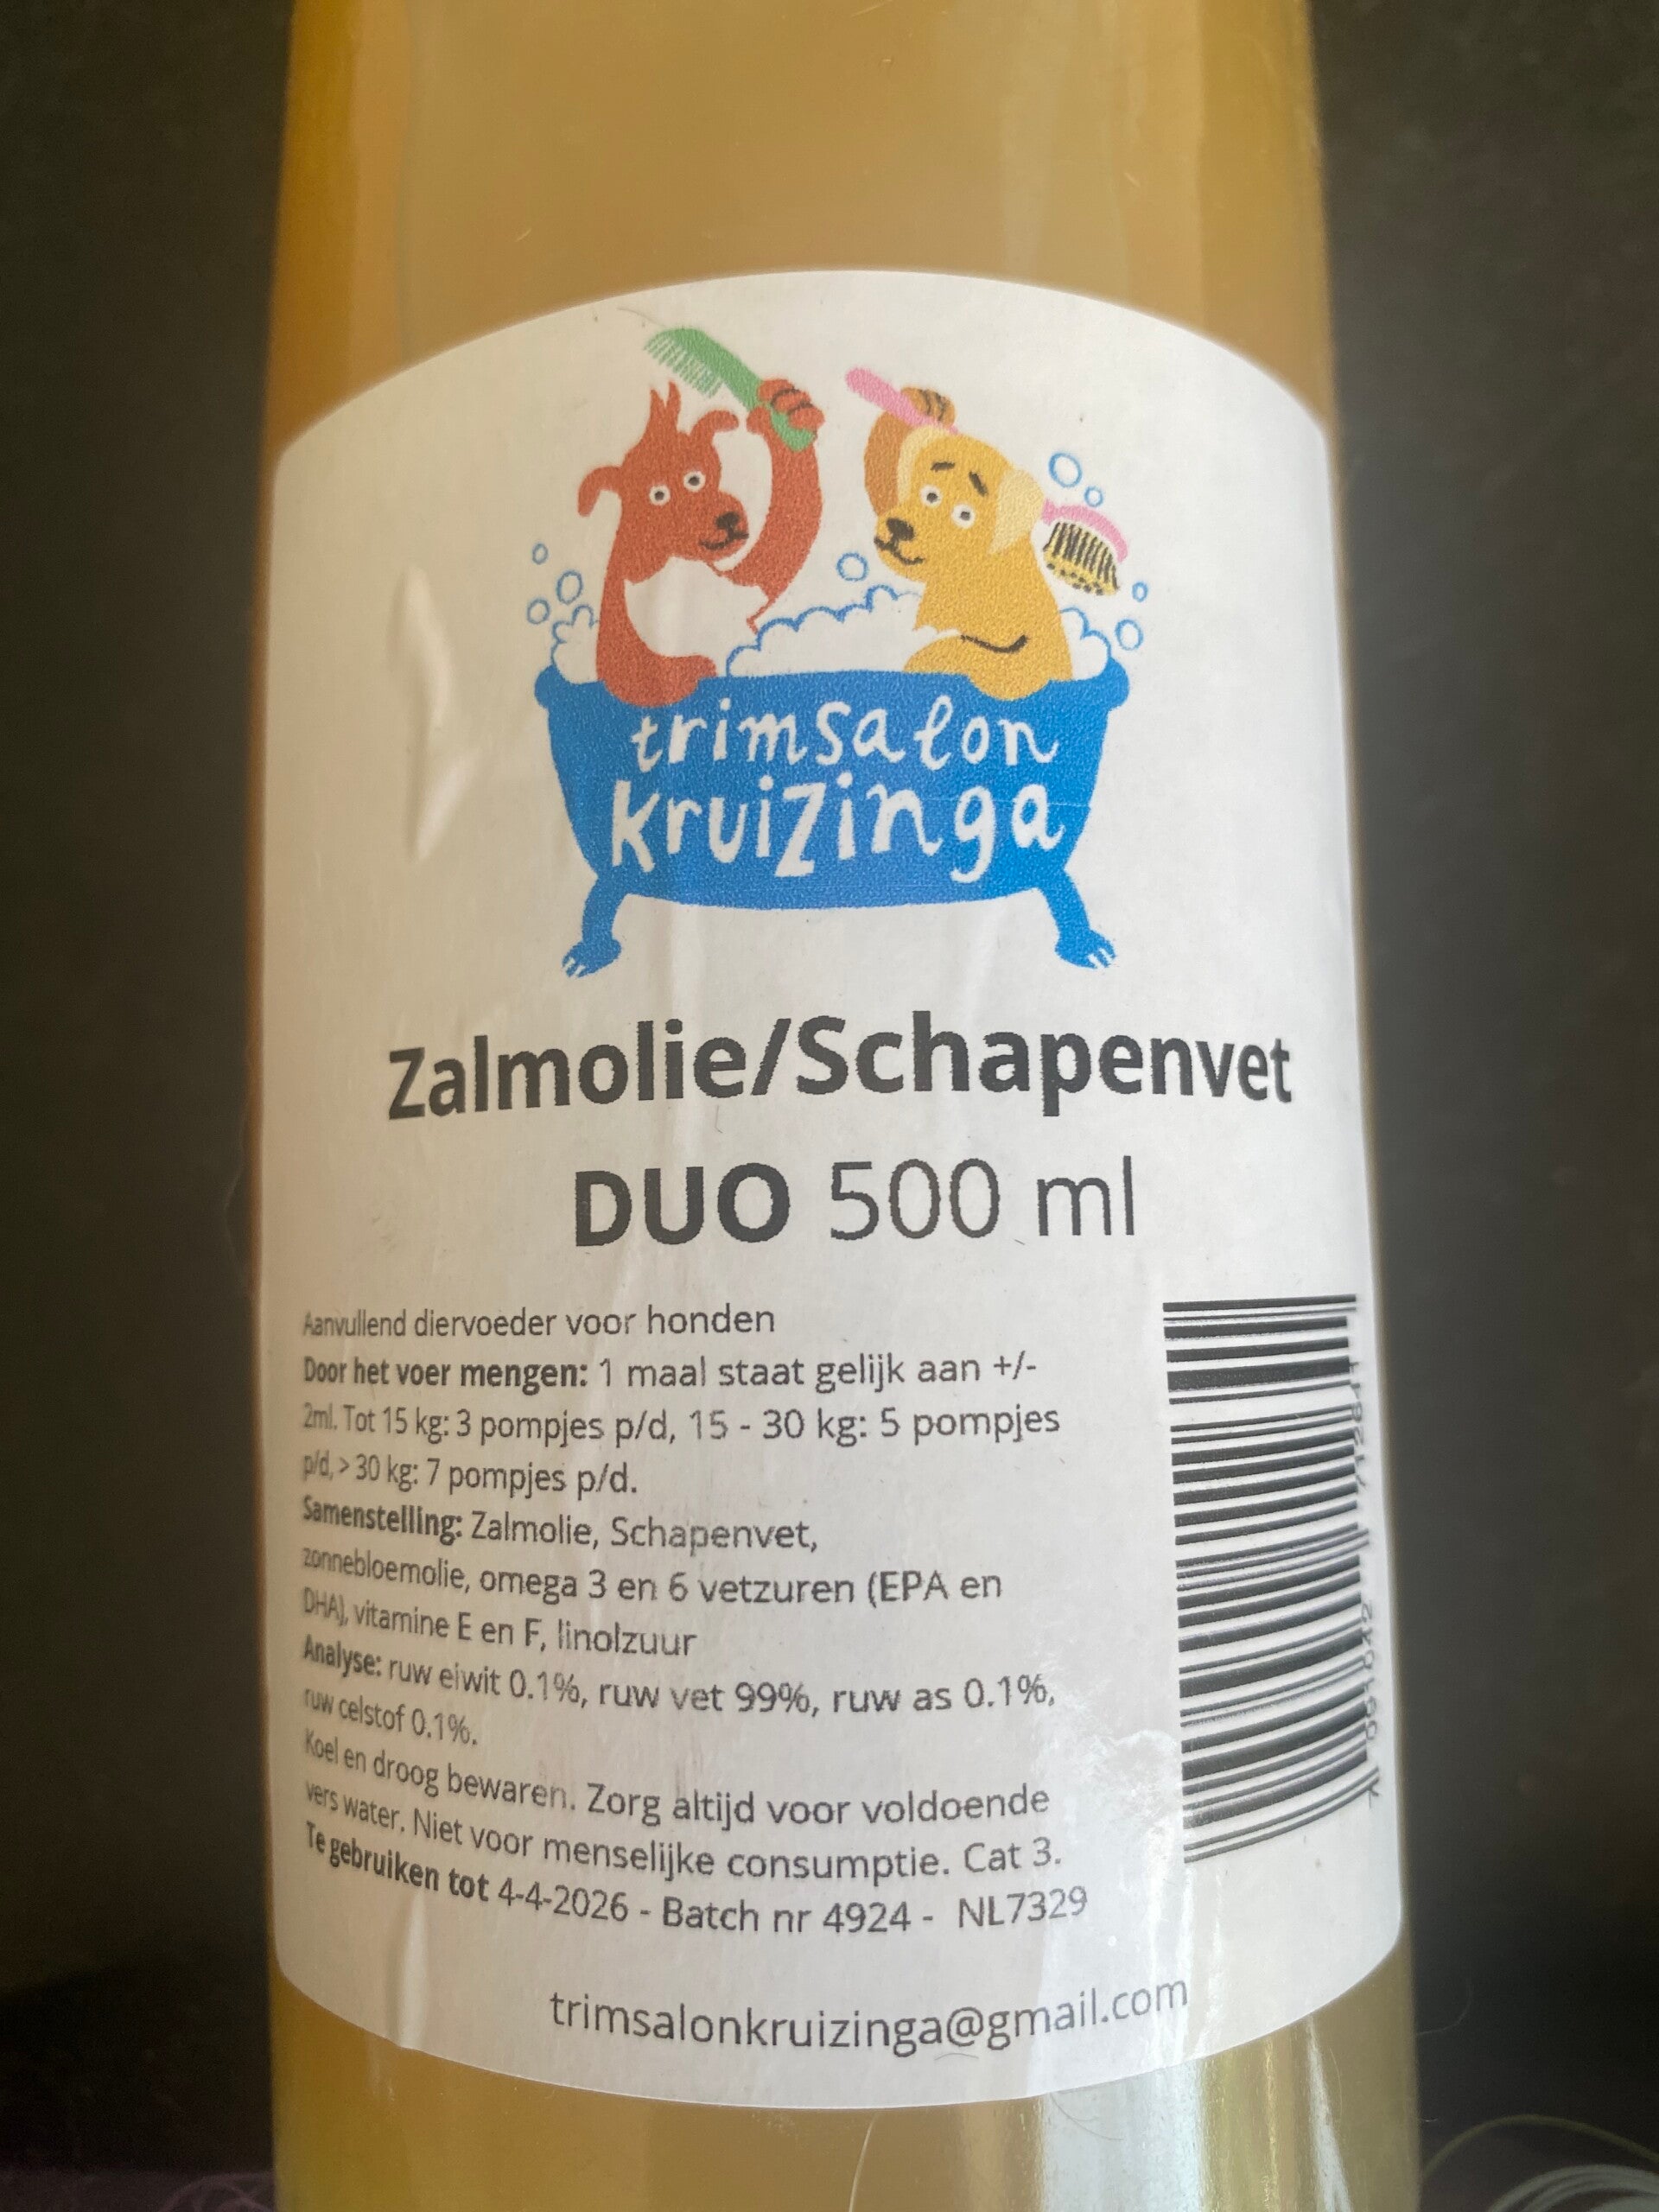 trimsalon
kruizinga
Zalmolie/Schapenvet
DUO 500 ml
Aanvullend diervoeder voor honden
Door het voer mengen: 1 maal staat gelijk aan +/-
2ml. Tot 15 kg: 3 pompjes p/d, 15 - 30 kg: 5 pompjes
p/d, > 30 kg: 7 pompjes p/d.
Samenstelling: Zalmolie, Schapenvet,
zonnebloemolie, omega 3 en 6 vetzuren (EPA en
DHA), vitamine E en F, linolzuur
Analyse: ruw eiwit 0.1%, ruw vet 99%, ruw as 0.1%,
ruw celstof 0.1%.
Koel en droog bewaren. Zorg altijd voor voldoende
vers water. Niet voor menselijke consumptie. Cat 3.
Te gebruiken tot 4-4-2026 - Batch nr 4924 - NL7329
trimsalonkruizinga@gmail.com